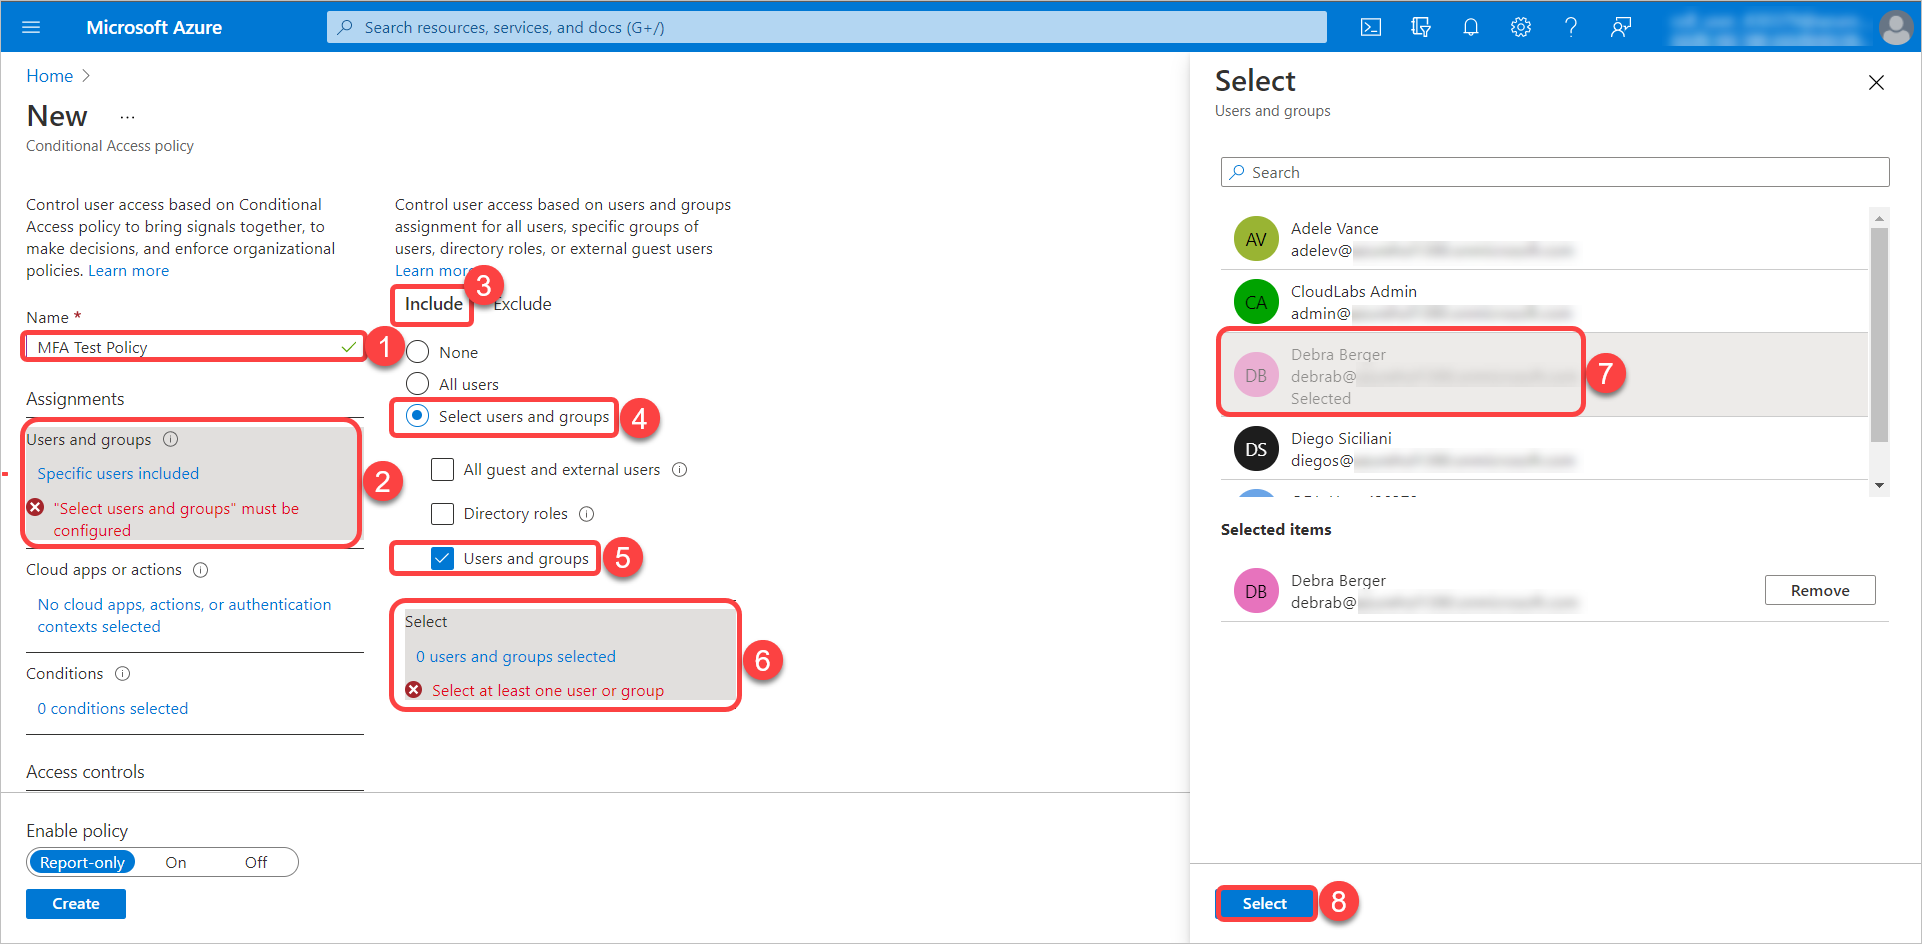 Microsoft Azure
Search resources, services, and docs (G+/)
Home
New ...
Conditional Access policy
Control user access based on Conditional
Access policy to bring signals together, to
make decisions, and enforce organizational
policies. Learn more
Name *
MFA Test Policy
1
Assignments
Users and groups
Specific users included
"Select users and groups" must be
configured
2
Cloud apps or actions
No cloud apps, actions, or authentication
contexts selected
Conditions
0 conditions selected
Access controls
Enable policy
Report-only On Off
Create
Control user access based on users and groups
assignment for all users, specific groups of
users, directory roles, or external guest users
Learn more
3
Include Exclude
None
All users
Select users and groups
4
All guest and external users
Directory roles
Users and groups
5
Select
0 users and groups selected
Select at least one user or group
6
Select
Users and groups
Search
AV
Adele Vance
adelev@
CA
CloudLabs Admin
admin@
DB
Debra Berger
debrab@
Selected
7
DS
Diego Siciliani
diegos@
Selected items
DB
Debra Berger
debrab@
Remove
Select
8